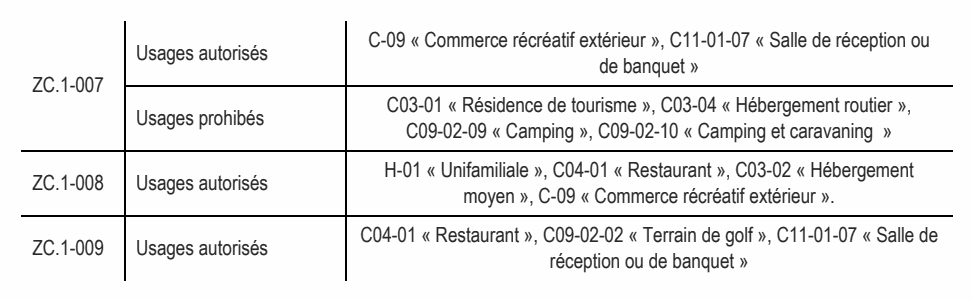 ZC.1-007
Usages autorisés
C-09 « Commerce récréatif extérieur », C11-01-07 « Salle de réception ou
de banquet »
Usages prohibés
C03-01 « Résidence de tourisme », C03-04 « Hébergement routier »,
C09-02-09 « Camping », C09-02-10 « Camping et caravaning  »
ZC.1-008
Usages autorisés
H-01 « Unifamiliale », C04-01 « Restaurant », C03-02 « Hébergement
moyen », C-09 « Commerce récréatif extérieur ».
ZC.1-009
Usages autorisés
C04-01 « Restaurant », C09-02-02 « Terrain de golf », C11-01-07 « Salle de
réception ou de banquet »